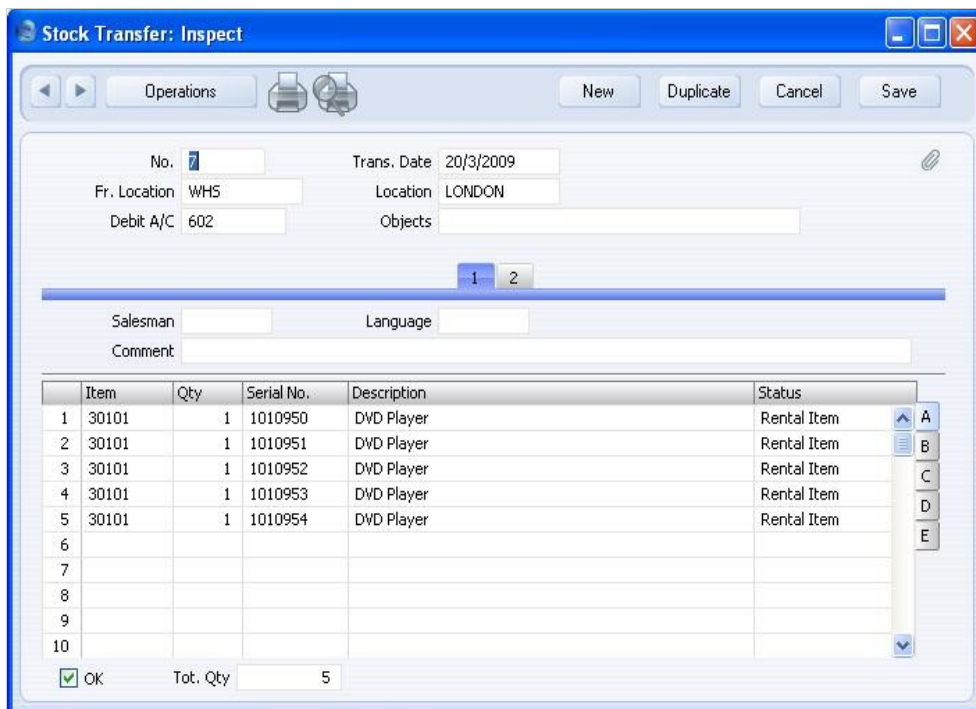 Stock Transfer: Inspect
Operations New Duplicate Cancel Save
No. 7 Trans. Date 20/3/2009
Fr. Location WHS Location LONDON
Debit A/C 602 Objects
1 2
Salesman Language
Comment
Item Qty Serial No. Description Status
1 30101 1 1010950 DVD Player Rental Item A
2 30101 1 1010951 DVD Player Rental Item B
3 30101 1 1010952 DVD Player Rental Item C
4 30101 1 1010953 DVD Player Rental Item D
5 30101 1 1010954 DVD Player Rental Item E
6
7
8
9
10
OK Tot. Qty 5